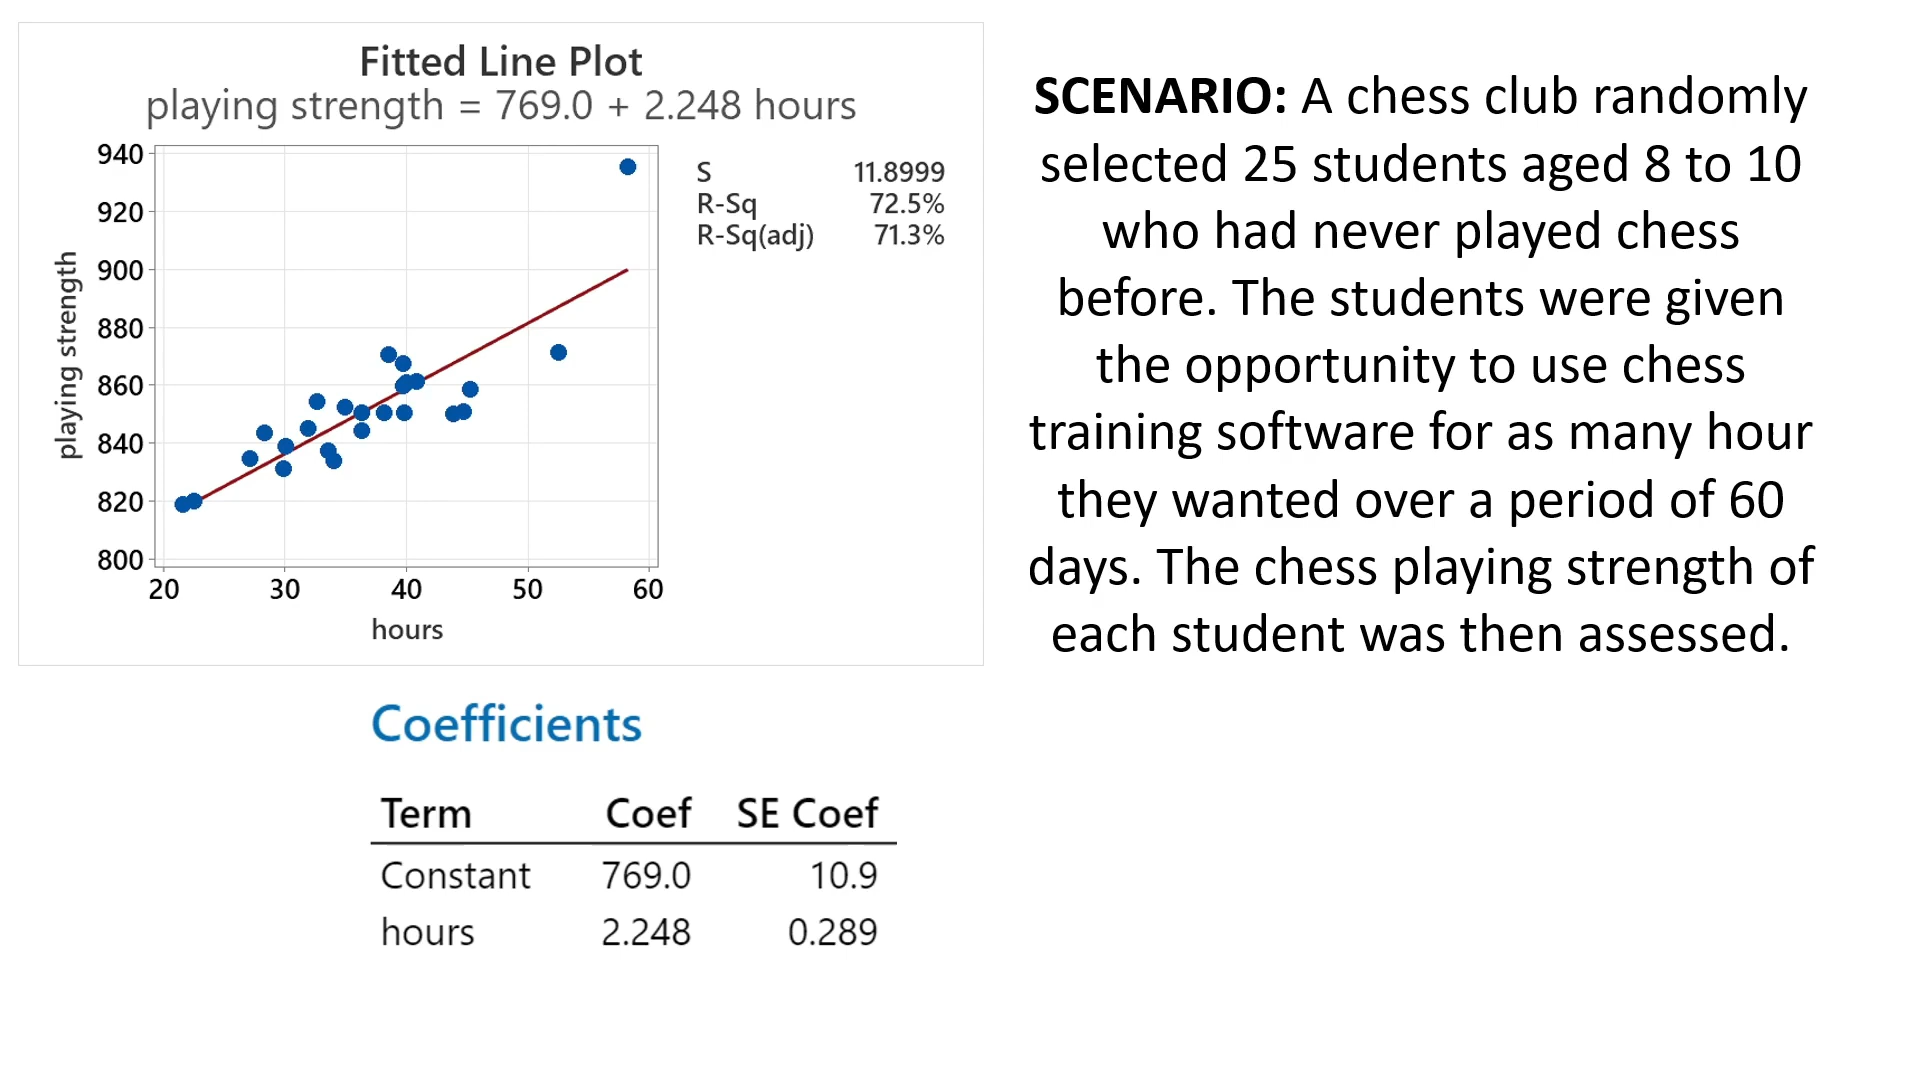 Fitted Line Plot
playing strength = 769.0 + 2.248 hours
940
920
900
880
860
840
820
800
playing strength
20 30 40 50 60
hours
S 11.8999
R-Sq 72.5%
R-Sq(adj) 71.3%
SCENARIO: A chess club randomly
selected 25 students aged 8 to 10
who had never played chess
before. The students were given
the opportunity to use chess
training software for as many hour
they wanted over a period of 60
days. The chess playing strength of
each student was then assessed.
Coefficients
Term Coef SE Coef
Constant 769.0 10.9
hours 2.248 0.289